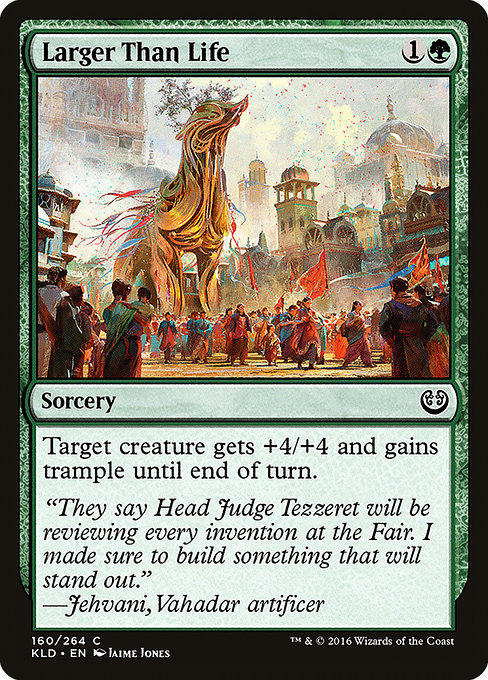 Larger Than Life 1
Sorcery
Target creature gets +4/+4 and gains
trample until end of turn.
“They say Head Judge Tezzeret will be
reviewing every invention at the Fair. I
made sure to build something that will
stand out.”
—Jehvani, Vahadar artificer
160/264 C
KLD • EN Jaime Jones
™ & © 2016 Wizards of the Coast